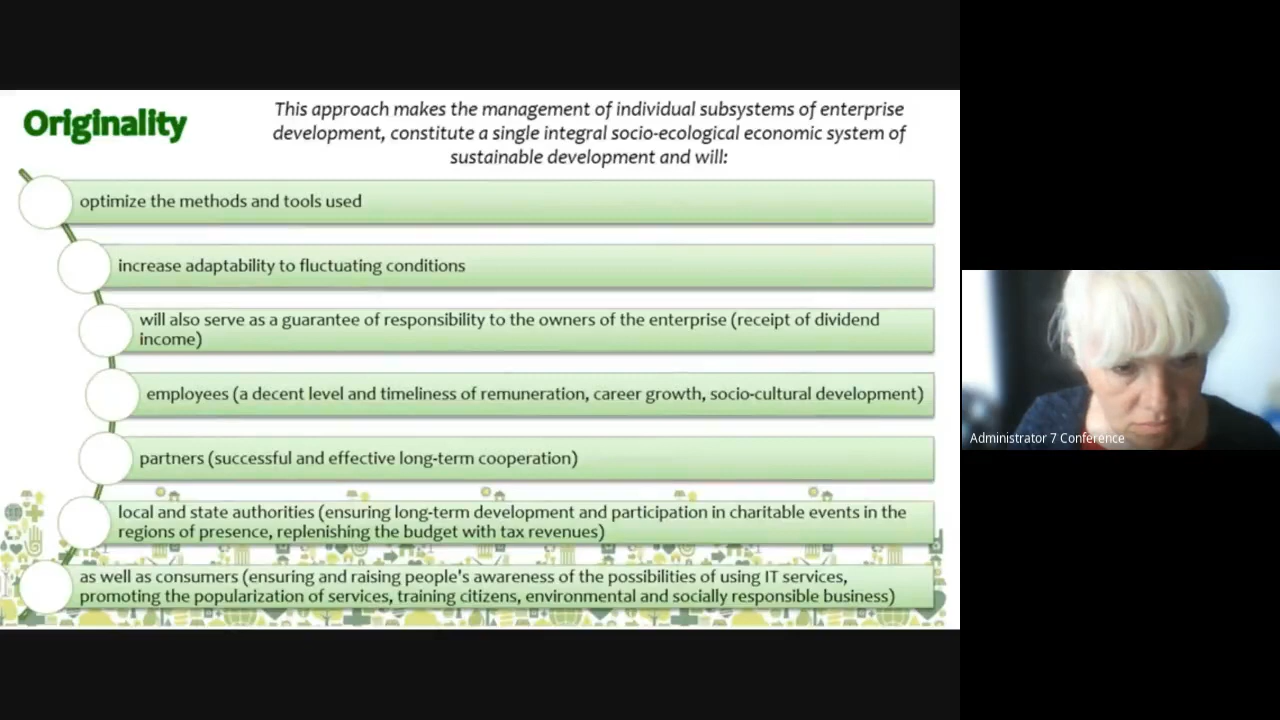 Originality
This approach makes the management of individual subsystems of enterprise
development, constitute a single integral socio-ecological economic system of
sustainable development and will:
optimize the methods and tools used
increase adaptability to fluctuating conditions
will also serve as a guarantee of responsibility to the owners of the enterprise (receipt of dividend
income)
employees (a decent level and timeliness of remuneration, career growth, socio-cultural development)
partners (successful and effective long-term cooperation)
local and state authorities (ensuring long-term development and participation in charitable events in the
regions of presence, replenishing the budget with tax revenues)
as well as consumers (ensuring and raising people's awareness of the possibilities of using IT services,
promoting the popularization of services, training citizens, environmental and socially responsible business)
Administrator 7 Conference